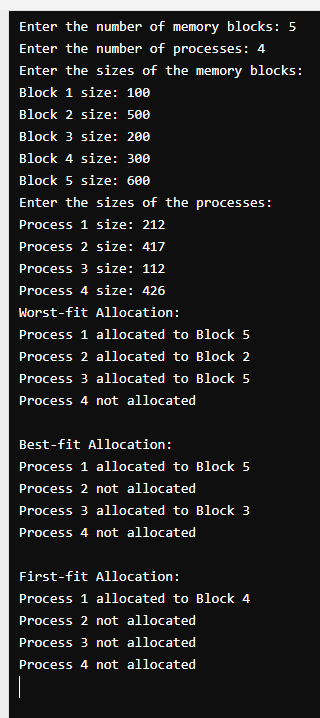 Enter the number of memory blocks: 5
Enter the number of processes: 4
Enter the sizes of the memory blocks:
Block 1 size: 100
Block 2 size: 500
Block 3 size: 200
Block 4 size: 300
Block 5 size: 600
Enter the sizes of the processes:
Process 1 size: 212
Process 2 size: 417
Process 3 size: 112
Process 4 size: 426
Worst-fit Allocation:
Process 1 allocated to Block 5
Process 2 allocated to Block 2
Process 3 allocated to Block 5
Process 4 not allocated

Best-fit Allocation:
Process 1 allocated to Block 5
Process 2 not allocated
Process 3 allocated to Block 3
Process 4 not allocated

First-fit Allocation:
Process 1 allocated to Block 4
Process 2 not allocated
Process 3 not allocated
Process 4 not allocated